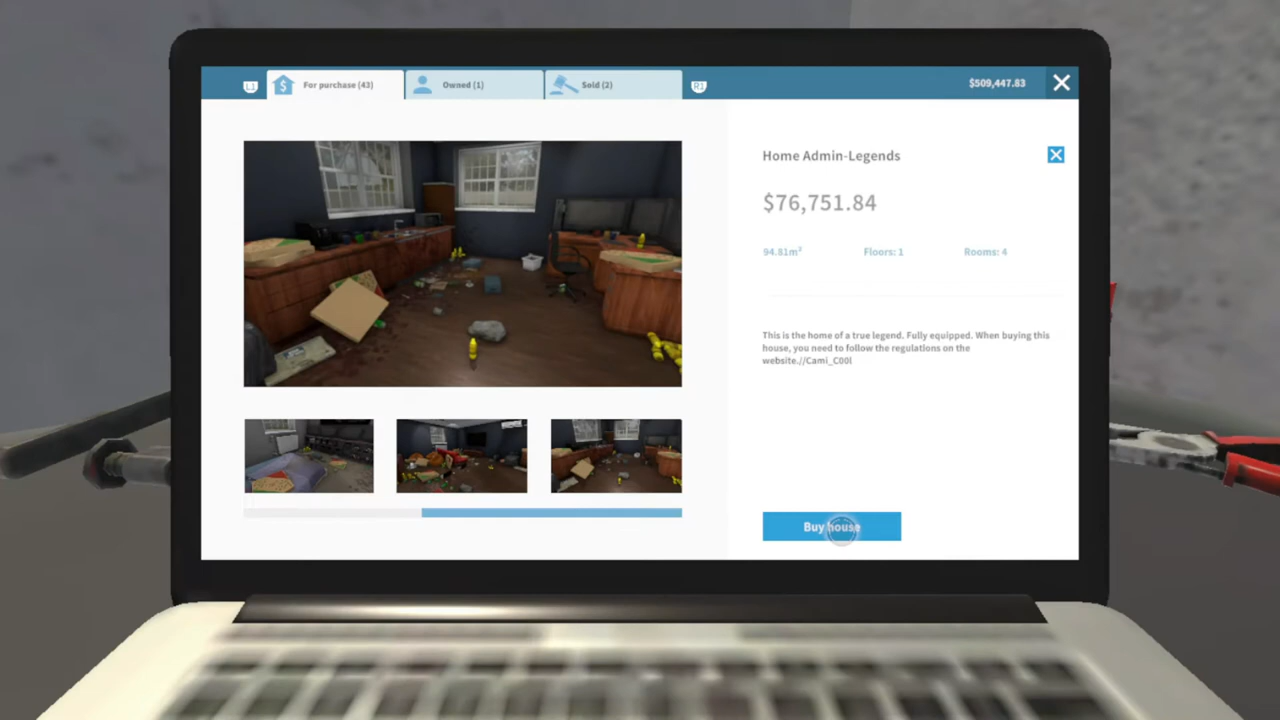 L1
For purchase (43)
Owned (1)
Sold (2)
R1
$509,447.83
Home Admin-Legends
$76,751.84
94.81m²
Floors: 1
Rooms: 4
This is the home of a true legend. Fully equipped. When buying this
house, you need to follow the regulations on the
website.//Cami_C00l
Buy house